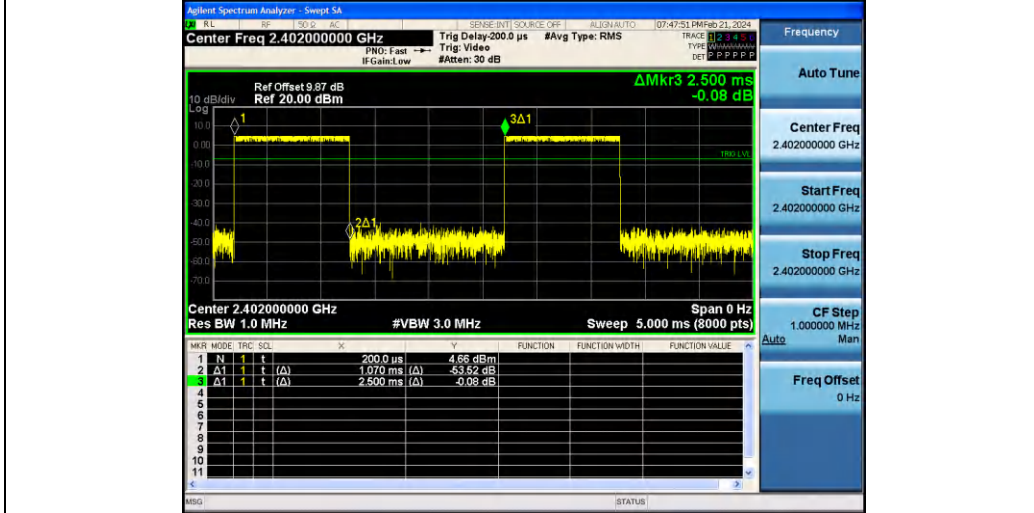 Agilent Spectrum Analyzer - Swept SA
RL RF 50 Ω AC SENSE:INT SOURCE OFF ALIGN AUTO 07:47:51 PM Feb 21, 2024
Center Freq 2.402000000 GHz
PNO: Fast
IFGain:Low
Trig Delay-200.0 µs
Trig: Video
#Atten: 30 dB
#Avg Type: RMS
TRACE 1 2 3 4 5 6
TYPE WWWWWW
DET P P P P P P
Frequency
Auto Tune
Center Freq
2.402000000 GHz
Start Freq
2.402000000 GHz
Stop Freq
2.402000000 GHz
CF Step
1.000000 MHz
Auto Man
Freq Offset
0 Hz
ΔMkr3 2.500 ms
-0.08 dB
Ref Offset 9.87 dB
10 dB/div Ref 20.00 dBm
Log
10.0
0.00
-10.0
-20.0
-30.0
-40.0
-50.0
-60.0
-70.0
1
3Δ1
TRIG LVL
2Δ1
Center 2.402000000 GHz Span 0 Hz
Res BW 1.0 MHz #VBW 3.0 MHz Sweep 5.000 ms (8000 pts)
MKR MODE TRC SCL X Y FUNCTION FUNCTION WIDTH FUNCTION VALUE
1 N 1 t 200.0 µs 4.66 dBm
2 Δ1 1 t (Δ) 1.070 ms (Δ) -53.52 dB
3 Δ1 1 t (Δ) 2.500 ms (Δ) -0.08 dB
4
5
6
7
8
9
10
11
MSG STATUS